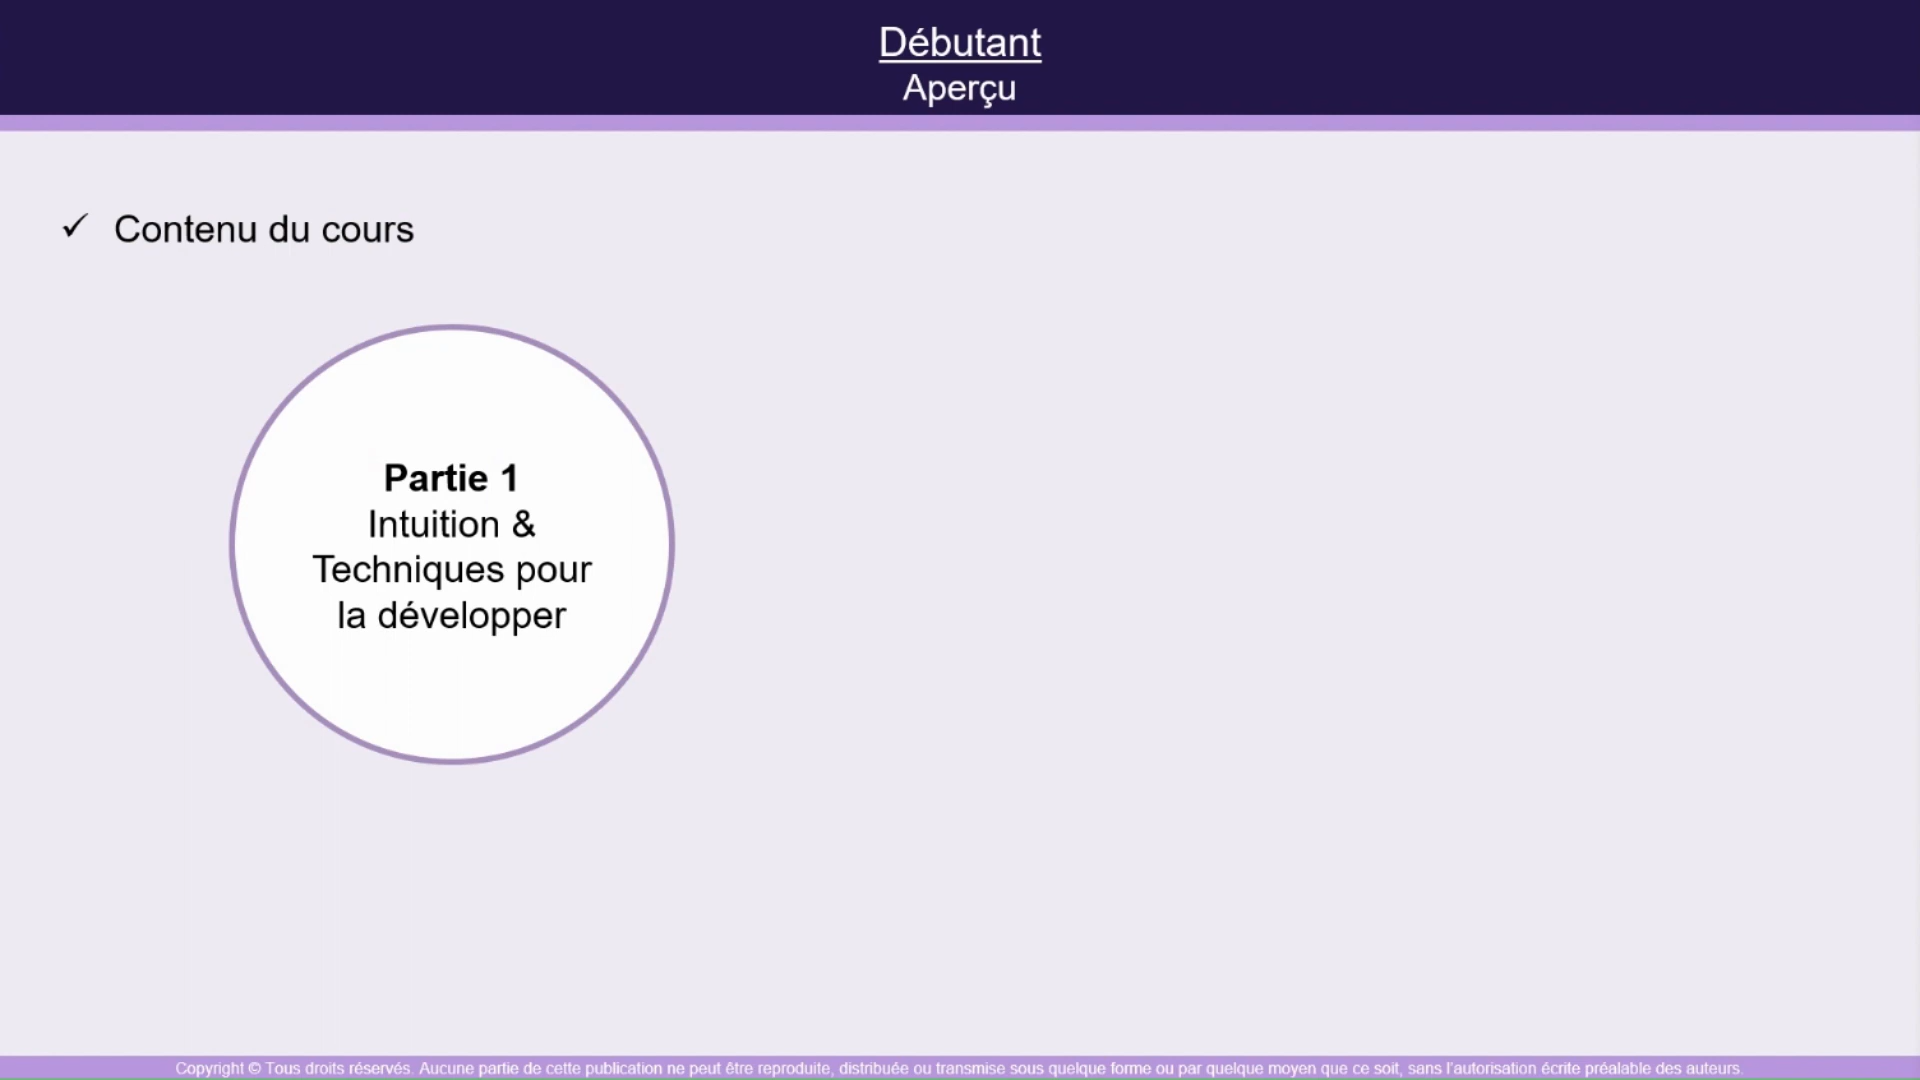 Débutant
Aperçu
✓ Contenu du cours
Partie 1
Intuition &
Techniques pour
la développer
Copyright © Tous droits réservés. Aucune partie de cette publication ne peut être reproduite, distribuée ou transmise sous quelque forme ou par quelque moyen que ce soit, sans l'autorisation écrite préalable des auteurs.